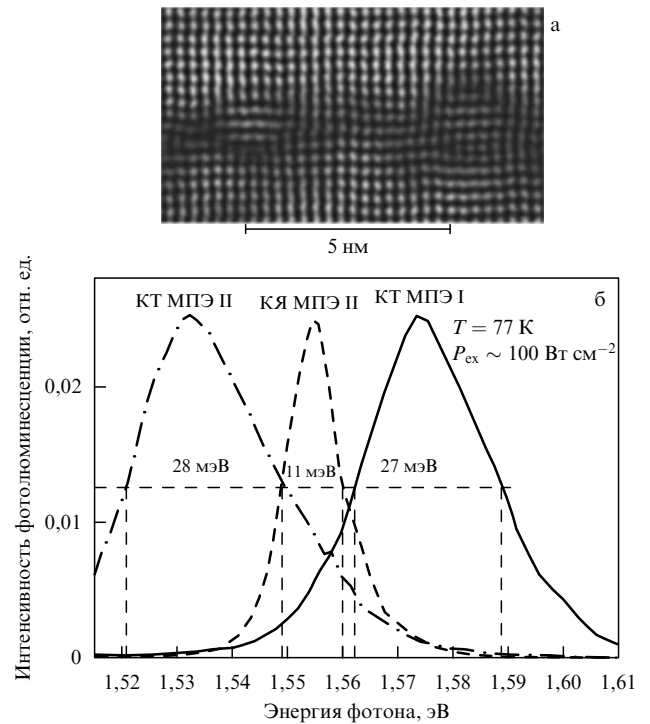 а
5 нм
Интенсивность фотолюминесценции, отн. ед.
б
КТ МПЭ II
КЯ МПЭ II
КТ МПЭ I
T = 77 К
P_ex ~ 100 Вт см⁻²
0,02
28 мэВ
11 мэВ
27 мэВ
0,01
0
1,52
1,53
1,54
1,55
1,56
1,57
1,58
1,59
1,60
1,61
Энергия фотона, эВ